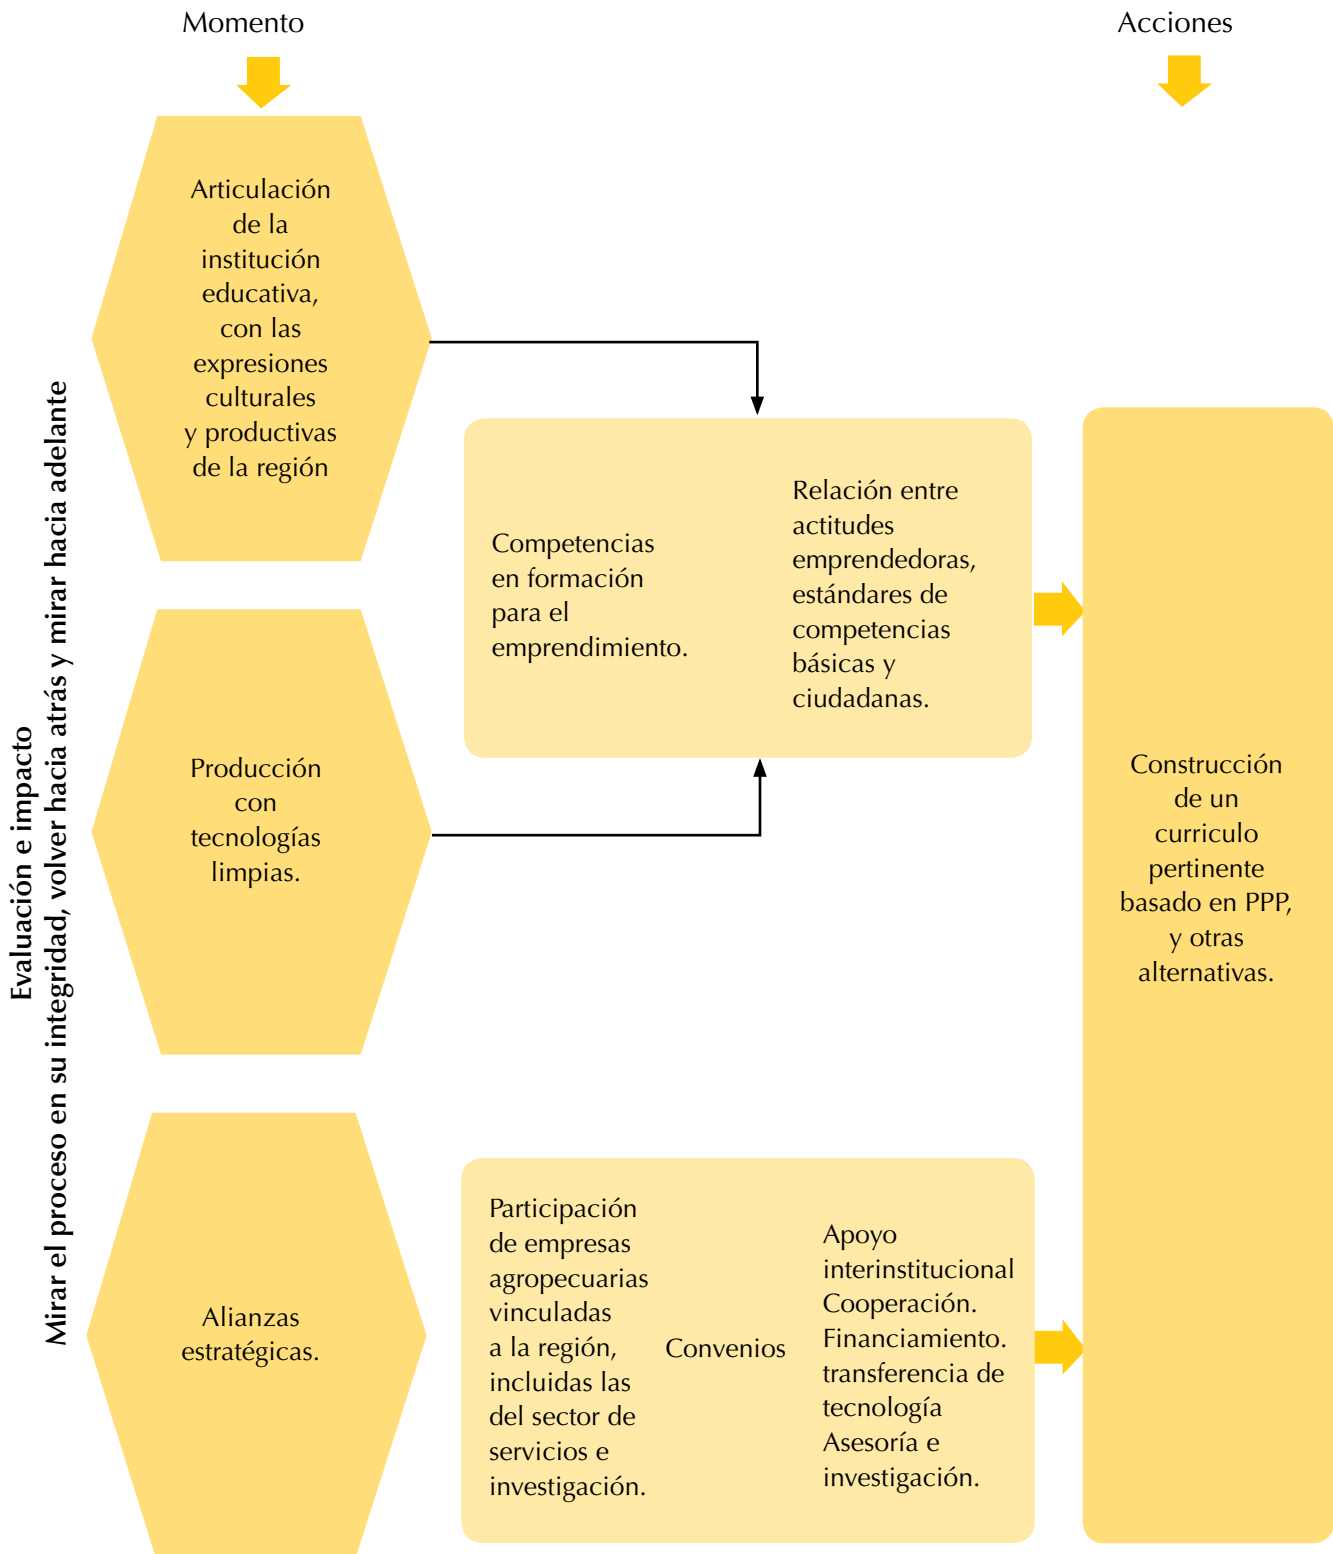 Momento
Acciones
Evaluación e impacto
Mirar el proceso en su integridad, volver hacia atrás y mirar hacia adelante
Articulación
de la
institución
educativa,
con las
expresiones
culturales
y productivas
de la región
Competencias
en formación
para el
emprendimiento.
Relación entre
actitudes
emprendedoras,
estándares de
competencias
básicas y
ciudadanas.
Producción
con
tecnologías
limpias.
Construcción
de un
curriculo
pertinente
basado en PPP,
y otras
alternativas.
Alianzas
estratégicas.
Participación
de empresas
agropecuarias
vinculadas
a la región,
incluidas las
del sector de
servicios e
investigación.
Convenios
Apoyo
interinstitucional
Cooperación.
Financiamiento.
transferencia de
tecnología
Asesoría e
investigación.